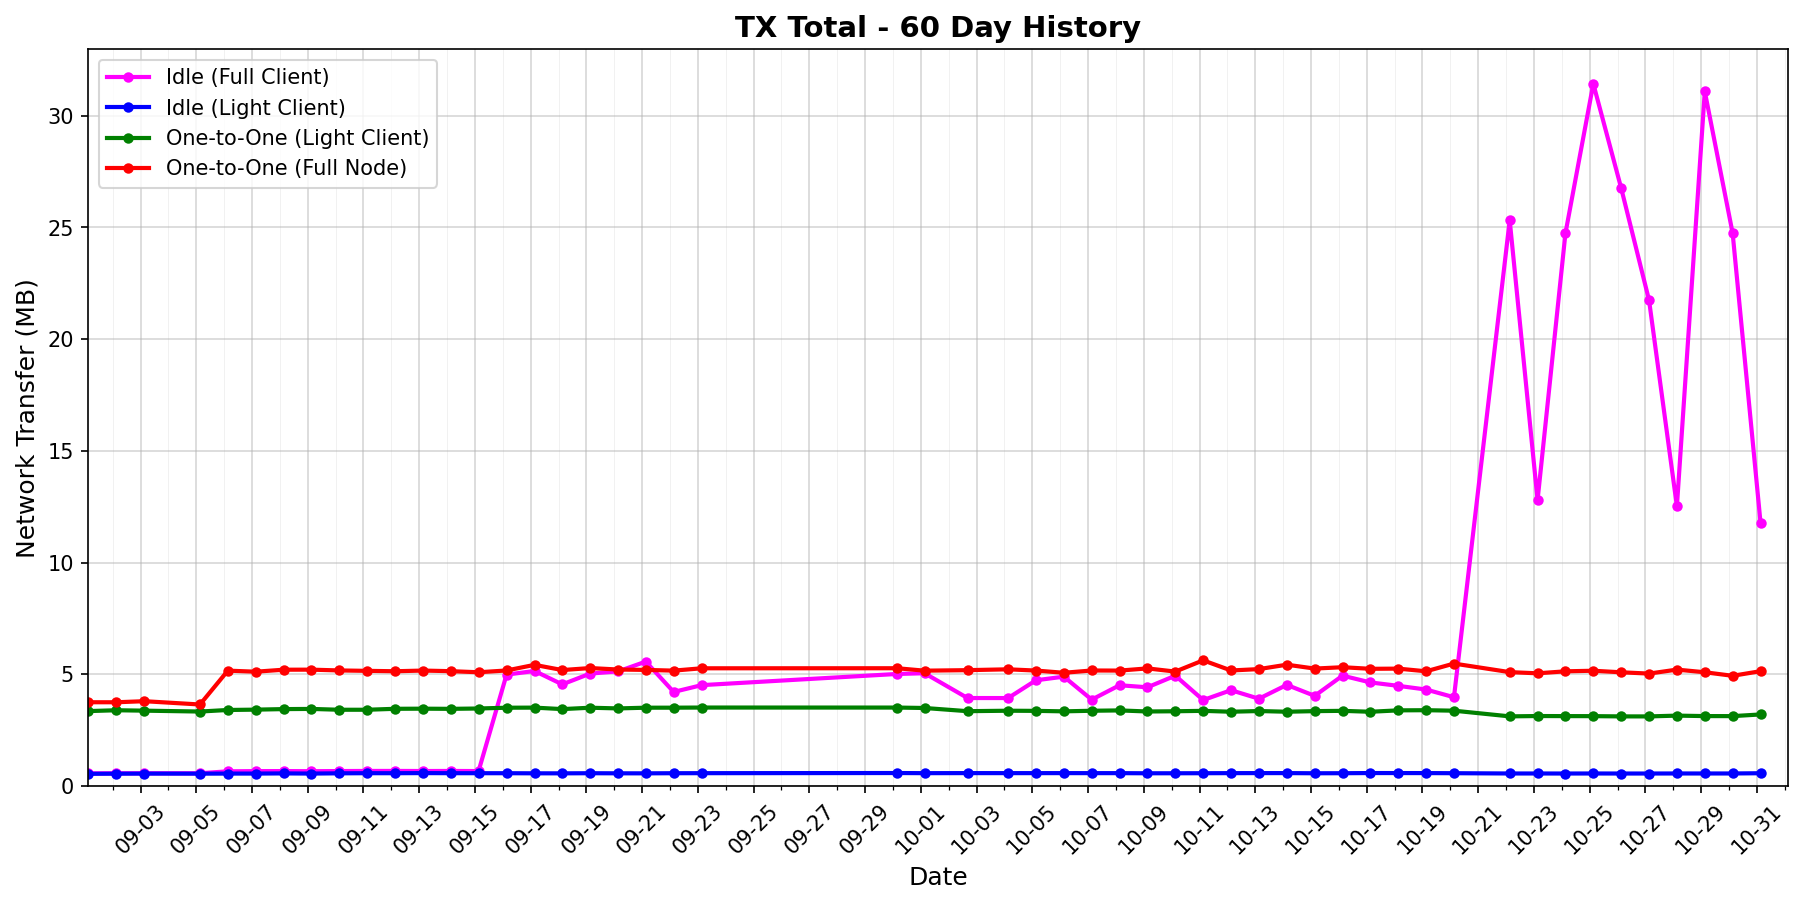 TX Total - 60 Day History
Idle (Full Client)
Idle (Light Client)
One-to-One (Light Client)
One-to-One (Full Node)
Network Transfer (MB)
30
25
20
15
10
5
0
09-03 09-05 09-07 09-09 09-11 09-13 09-15 09-17 09-19 09-21 09-23 09-25 09-27 09-29 10-01 10-03 10-05 10-07 10-09 10-11 10-13 10-15 10-17 10-19 10-21 10-23 10-25 10-27 10-29 10-31
Date